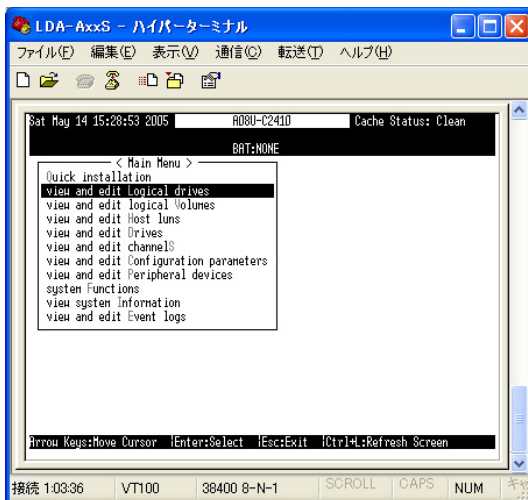 LDA-AxxS - ハイパーターミナル
ファイル(F) 編集(E) 表示(V) 通信(C) 転送(T) ヘルプ(H)
Sat May 14 15:28:53 2005 A08U-C2410 Cache Status: Clean
BAT:NONE
< Main Menu >
Quick installation
view and edit Logical drives
view and edit logical Volumes
view and edit Host luns
view and edit Drives
view and edit channelS
view and edit Configuration parameters
view and edit Peripheral devices
system Functions
view system Information
view and edit Event logs
Arrow Keys:Move Cursor |Enter:Select |Esc:Exit |Ctrl+L:Refresh Screen
接続 1:03:36 VT100 38400 8-N-1 SCROLL CAPS NUM キャ